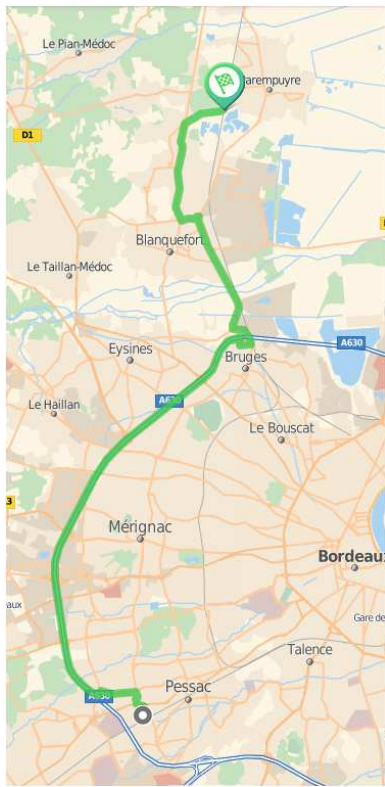 Le Pian-Médoc
arempuyre
D1
Blanquefort
Le Taillan-Médoc
A630
Eysines
Bruges
Le Haillan
A630
Le Bouscat
3
Mérignac
Bordeaux
aux
Gare de
Talence
Pessac
A630